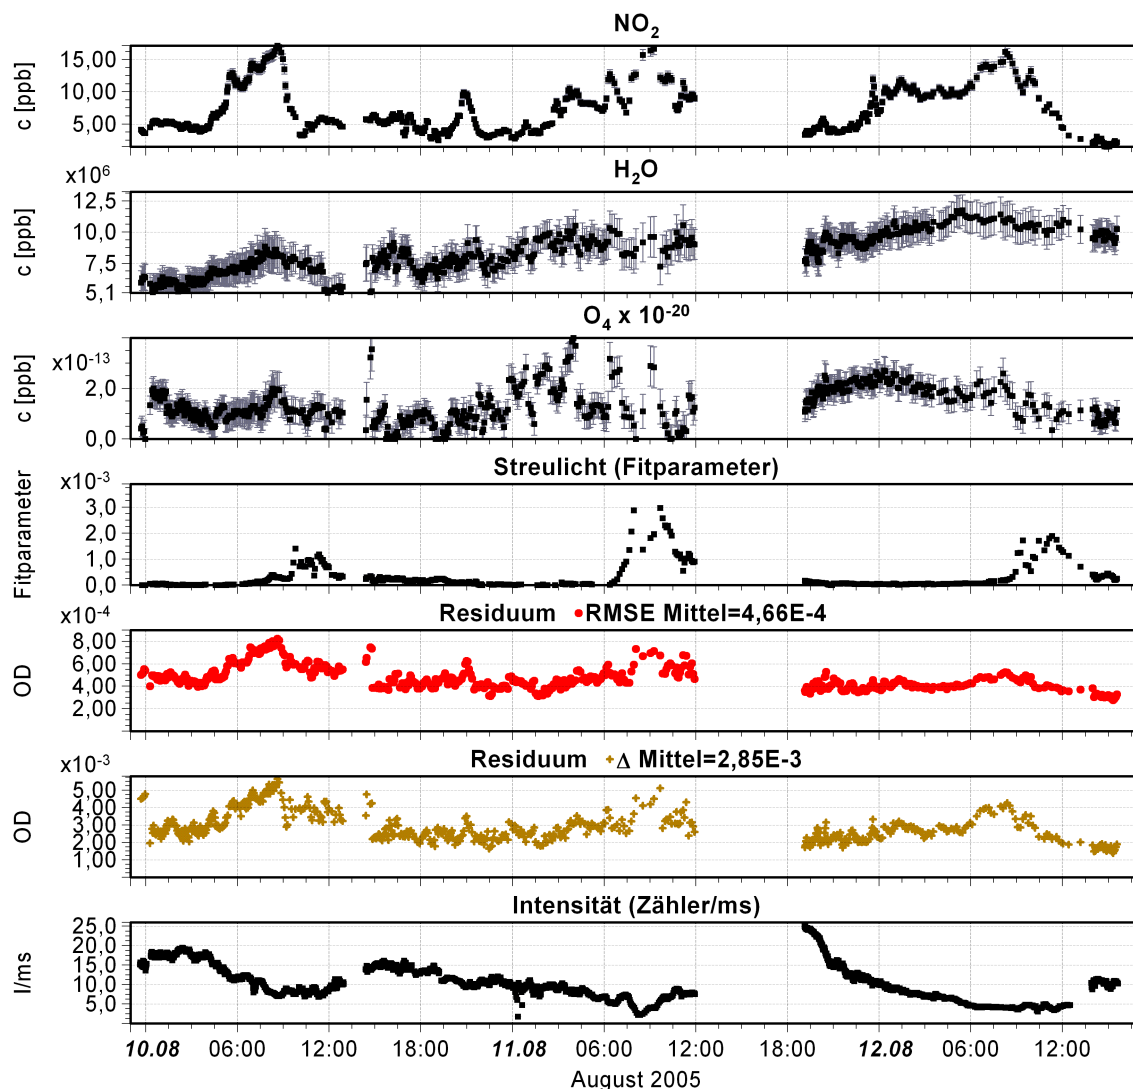 NO₂
c [ppb]
15,00
10,00
5,00
H₂O
x10⁶
c [ppb]
12,5
10,0
7,5
5,1
O₄ x 10⁻²⁰
x10⁻¹³
c [ppb]
2,0
0,0
Streulicht (Fitparameter)
x10⁻³
Fitparameter
3,0
2,0
1,0
0,0
Residuum RMSE Mittel=4,66E-4
x10⁻⁴
OD
8,00
6,00
4,00
2,00
Residuum Δ Mittel=2,85E-3
x10⁻³
OD
5,00
4,00
3,00
2,00
1,00
Intensität (Zähler/ms)
I/ms
25,0
20,0
15,0
10,0
5,0
10.08 06:00 12:00 18:00 11.08 06:00 12:00 18:00 12.08 06:00 12:00
August 2005